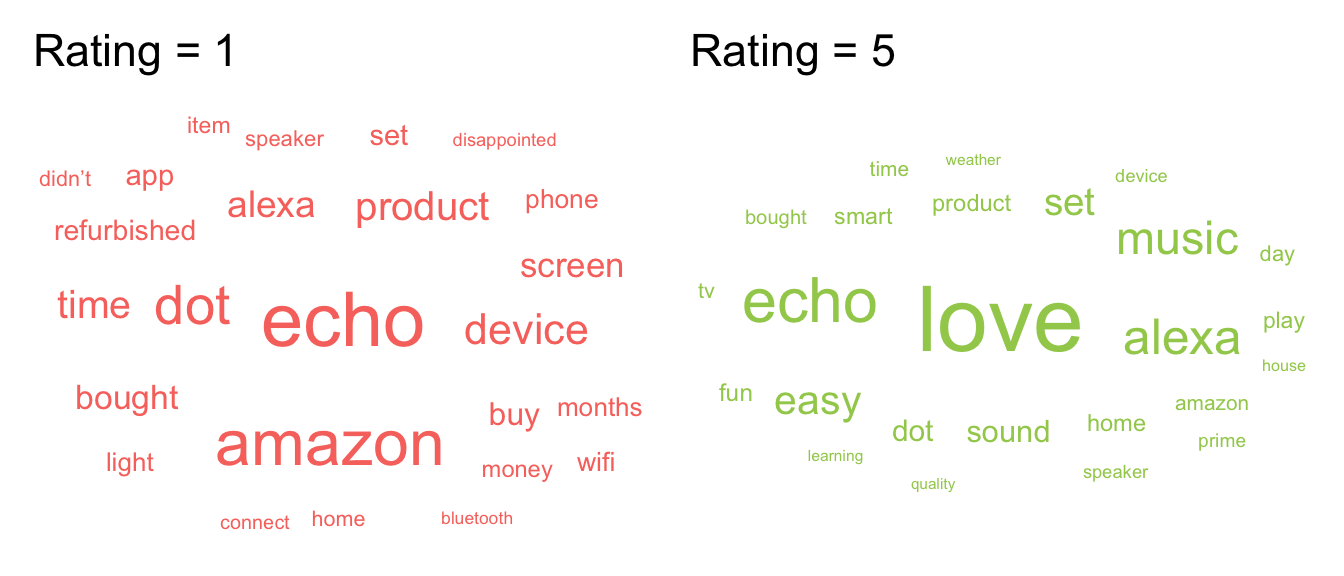 Rating = 1
item
speaker
set
disappointed
didn't
app
alexa
product
phone
refurbished
screen
time
dot
echo
device
bought
buy
months
light
amazon
money
wifi
connect
home
bluetooth
Rating = 5
time
weather
device
bought
smart
product
set
music
day
tv
echo
love
alexa
play
house
fun
easy
dot
sound
home
amazon
prime
learning
speaker
quality